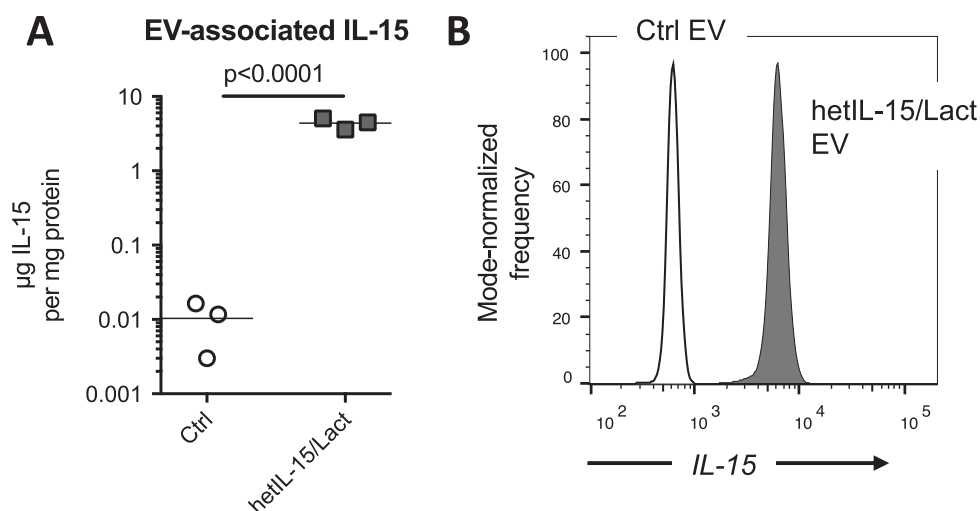 A
EV-associated IL-15
p<0.0001
10
1
0.1
0.01
0.001
µg IL-15
per mg protein
Ctrl
hetIL-15/Lact
B
Ctrl EV
hetIL-15/Lact
EV
100
80
60
40
20
0
Mode-normalized
frequency
10 2
10 3
10 4
10 5
IL-15